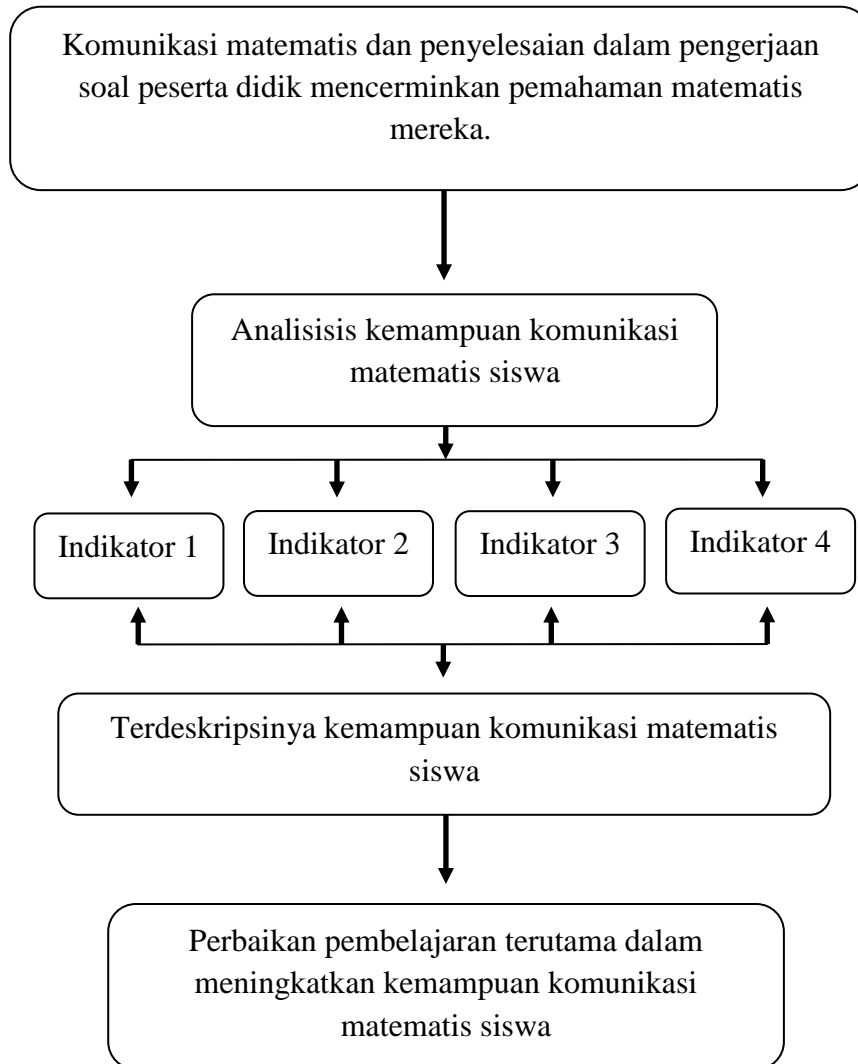 Komunikasi matematis dan penyelesaian dalam pengerjaan
soal peserta didik mencerminkan pemahaman matematis
mereka.
Analisisis kemampuan komunikasi
matematis siswa
Indikator 1
Indikator 2
Indikator 3
Indikator 4
Terdeskripsinya kemampuan komunikasi matematis
siswa
Perbaikan pembelajaran terutama dalam
meningkatkan kemampuan komunikasi
matematis siswa